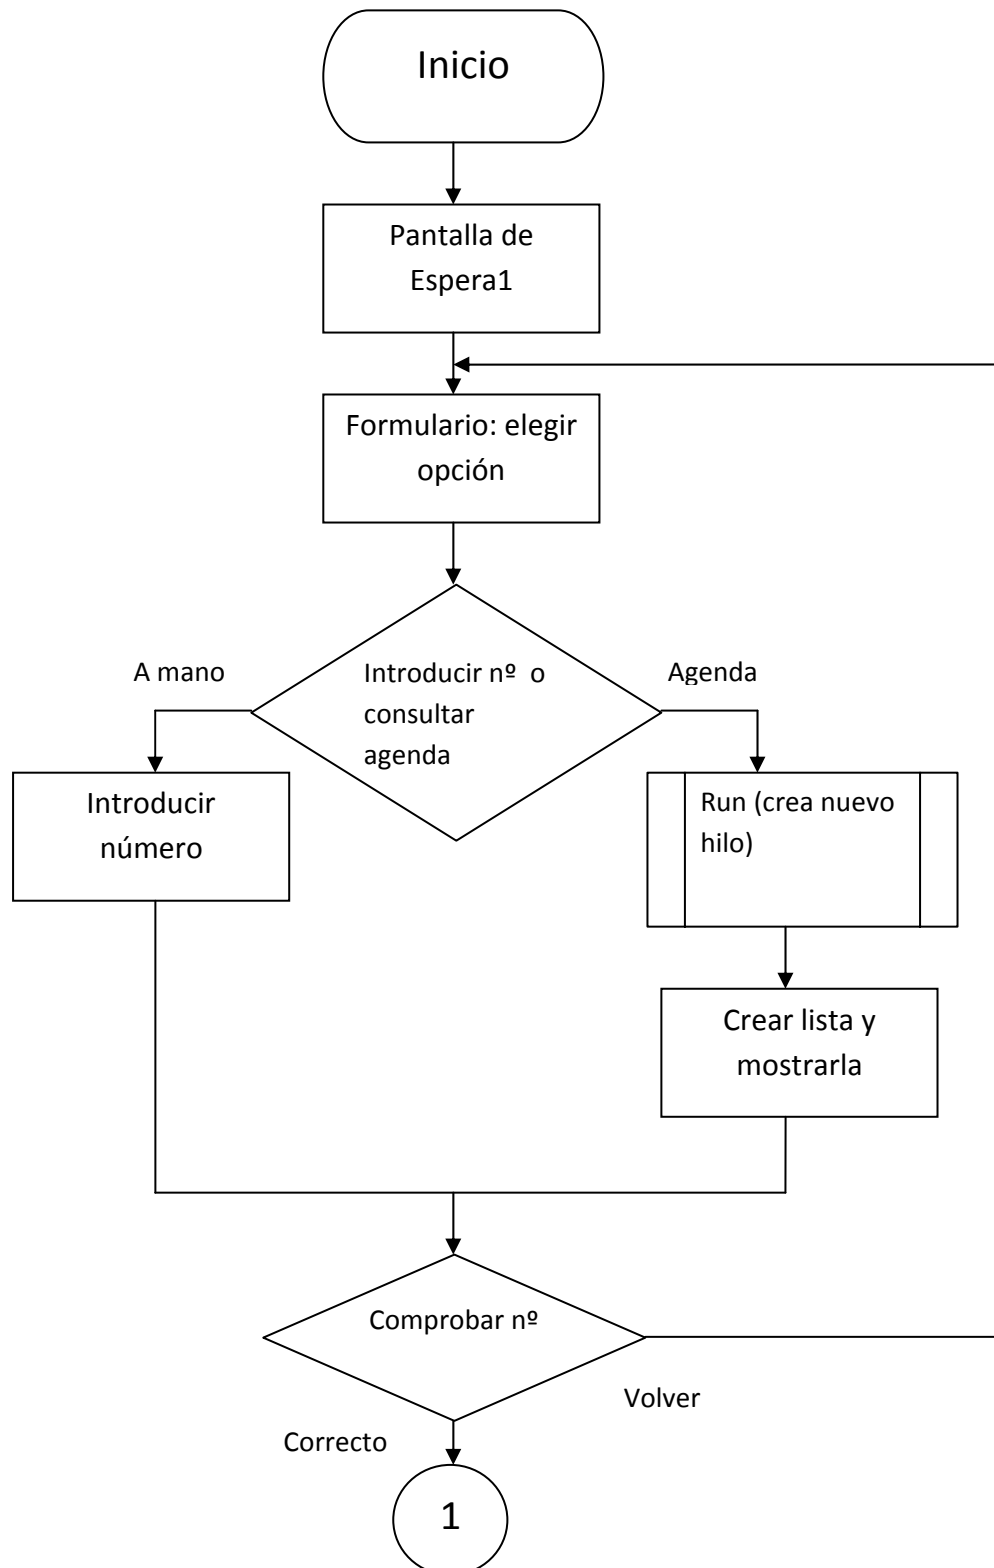 Inicio
Pantalla de
Espera1
Formulario: elegir
opción
A mano
Introducir nº o
consultar
agenda
Agenda
Introducir
número
Run (crea nuevo
hilo)
Crear lista y
mostrarla
Comprobar nº
Volver
Correcto
1